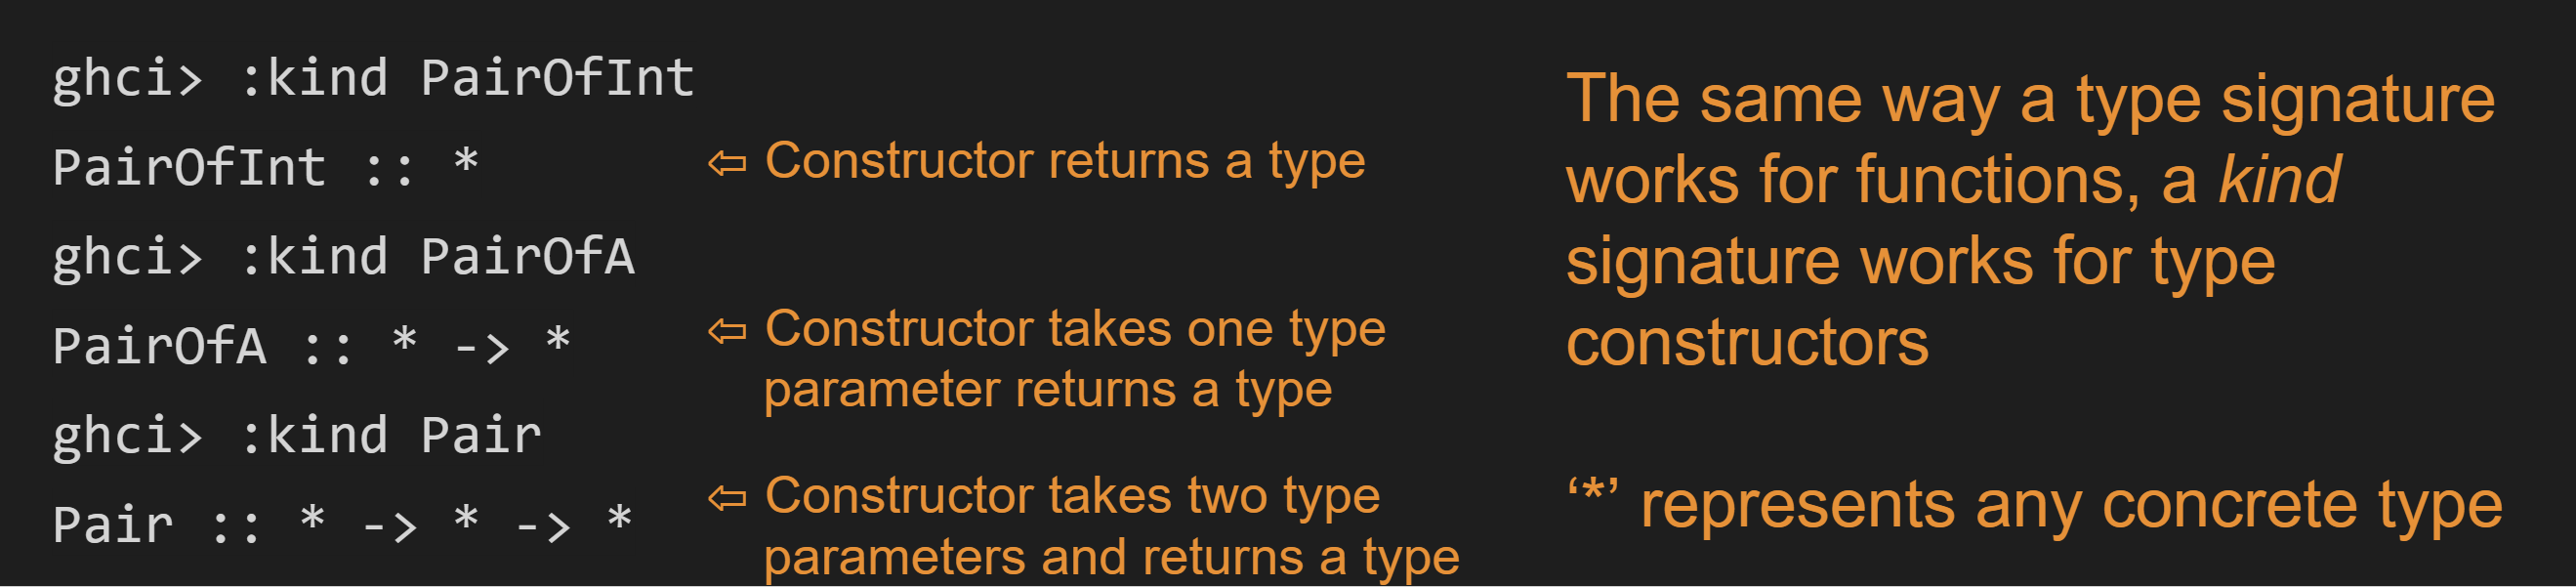 ghci> :kind PairOfInt
PairOfInt :: *
⇦ Constructor returns a type
ghci> :kind PairOfA
PairOfA :: * -> *
⇦ Constructor takes one type
parameter returns a type
ghci> :kind Pair
Pair :: * -> * -> *
⇦ Constructor takes two type
parameters and returns a type
The same way a type signature
works for functions, a kind
signature works for type
constructors
‘*’ represents any concrete type